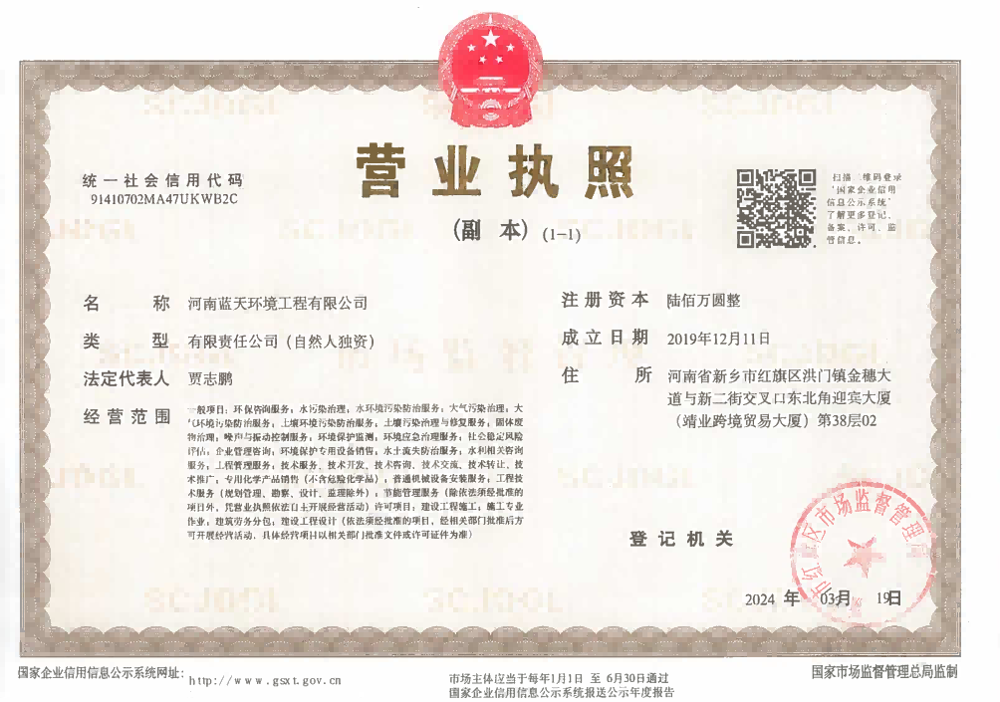 营业执照
(副 本) (1-1)
统一社会信用代码
91410702MA47UKWB2C
扫描二维码登录
'国家企业信用
信息公示系统'
了解更多登记、
备案、许可、监
管信息。
名 称 河南蓝天环境工程有限公司
类 型 有限责任公司(自然人独资)
法定代表人 贾志鹏
经营范围 一般项目:环保咨询服务;水污染治理;水环境污染防治服务;大气污染治理;大
气环境污染防治服务;土壤环境污染防治服务;土壤污染治理与修复服务;固体废
物治理;噪声与振动控制服务;环境保护监测;环境应急治理服务;社会稳定风险
评估;企业管理咨询;环境保护专用设备销售;水土流失防治服务;水利相关咨询
服务;工程管理服务;技术服务、技术开发、技术咨询、技术交流、技术转让、技
术推广;专用化学产品销售(不含危险化学品);普通机械设备安装服务;工程技
术服务(规划管理、勘察、设计、监理除外);节能管理服务(除依法须经批准的
项目外,凭营业执照依法自主开展经营活动)许可项目:建设工程施工;施工专业
作业;建筑劳务分包;建设工程设计(依法须经批准的项目,经相关部门批准后方
可开展经营活动,具体经营项目以相关部门批准文件或许可证件为准)
注册资本 陆佰万圆整
成立日期 2019年12月11日
住 所 河南省新乡市红旗区洪门镇金穗大
道与新二街交叉口东北角迎宾大厦
(靖业跨境贸易大厦)第38层02
登记机关
市红 区市场监督管理局
2024 年 03月 19日
国家企业信用信息公示系统网址: http://www.gsxt.gov.cn
市场主体应当于每年1月1日 至 6月30日通过
国家企业信用信息公示系统报送公示年度报告
国家市场监督管理总局监制